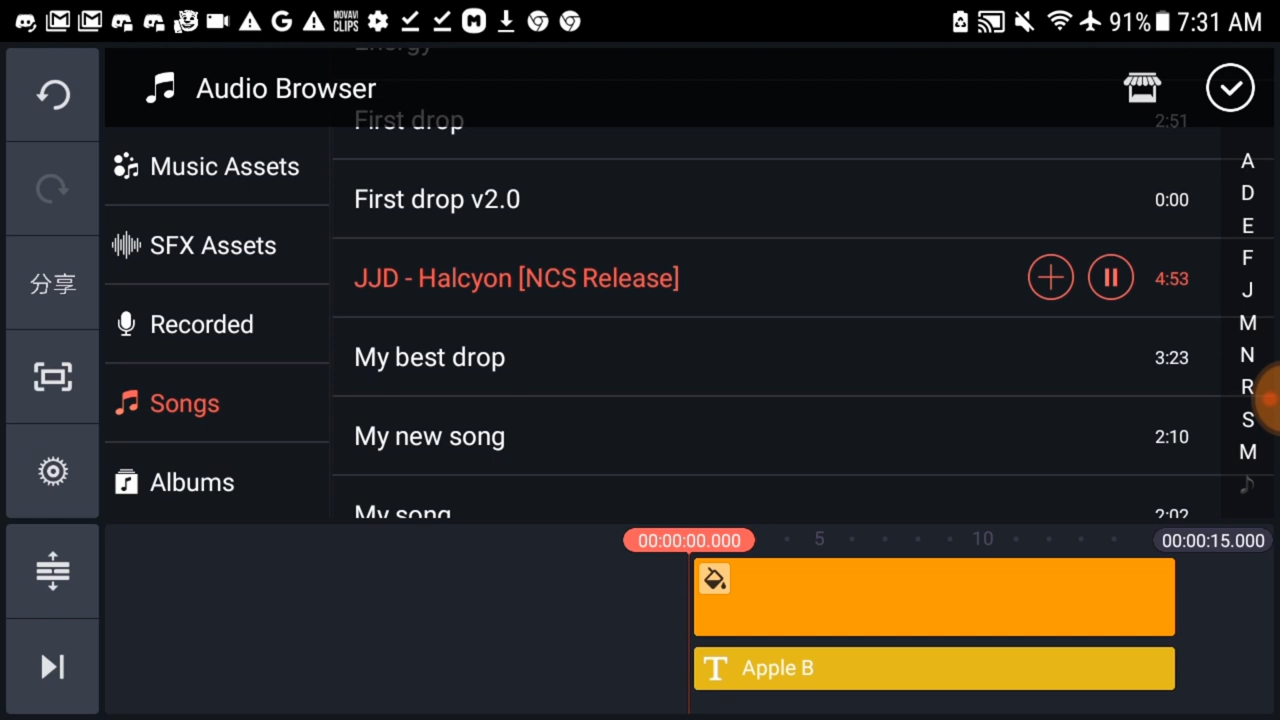 MOVAVI
CLIPS
91% 7:31 AM
Energy
Audio Browser
First drop 2:51
Music Assets
First drop v2.0 0:00
SFX Assets
JJD - Halcyon [NCS Release] 4:53
分享
Recorded
My best drop 3:23
Songs
My new song 2:10
Albums
My song 2:02
A
D
E
F
J
M
N
R
S
M
00:00:00.000 5 10 00:00:15.000
T Apple B